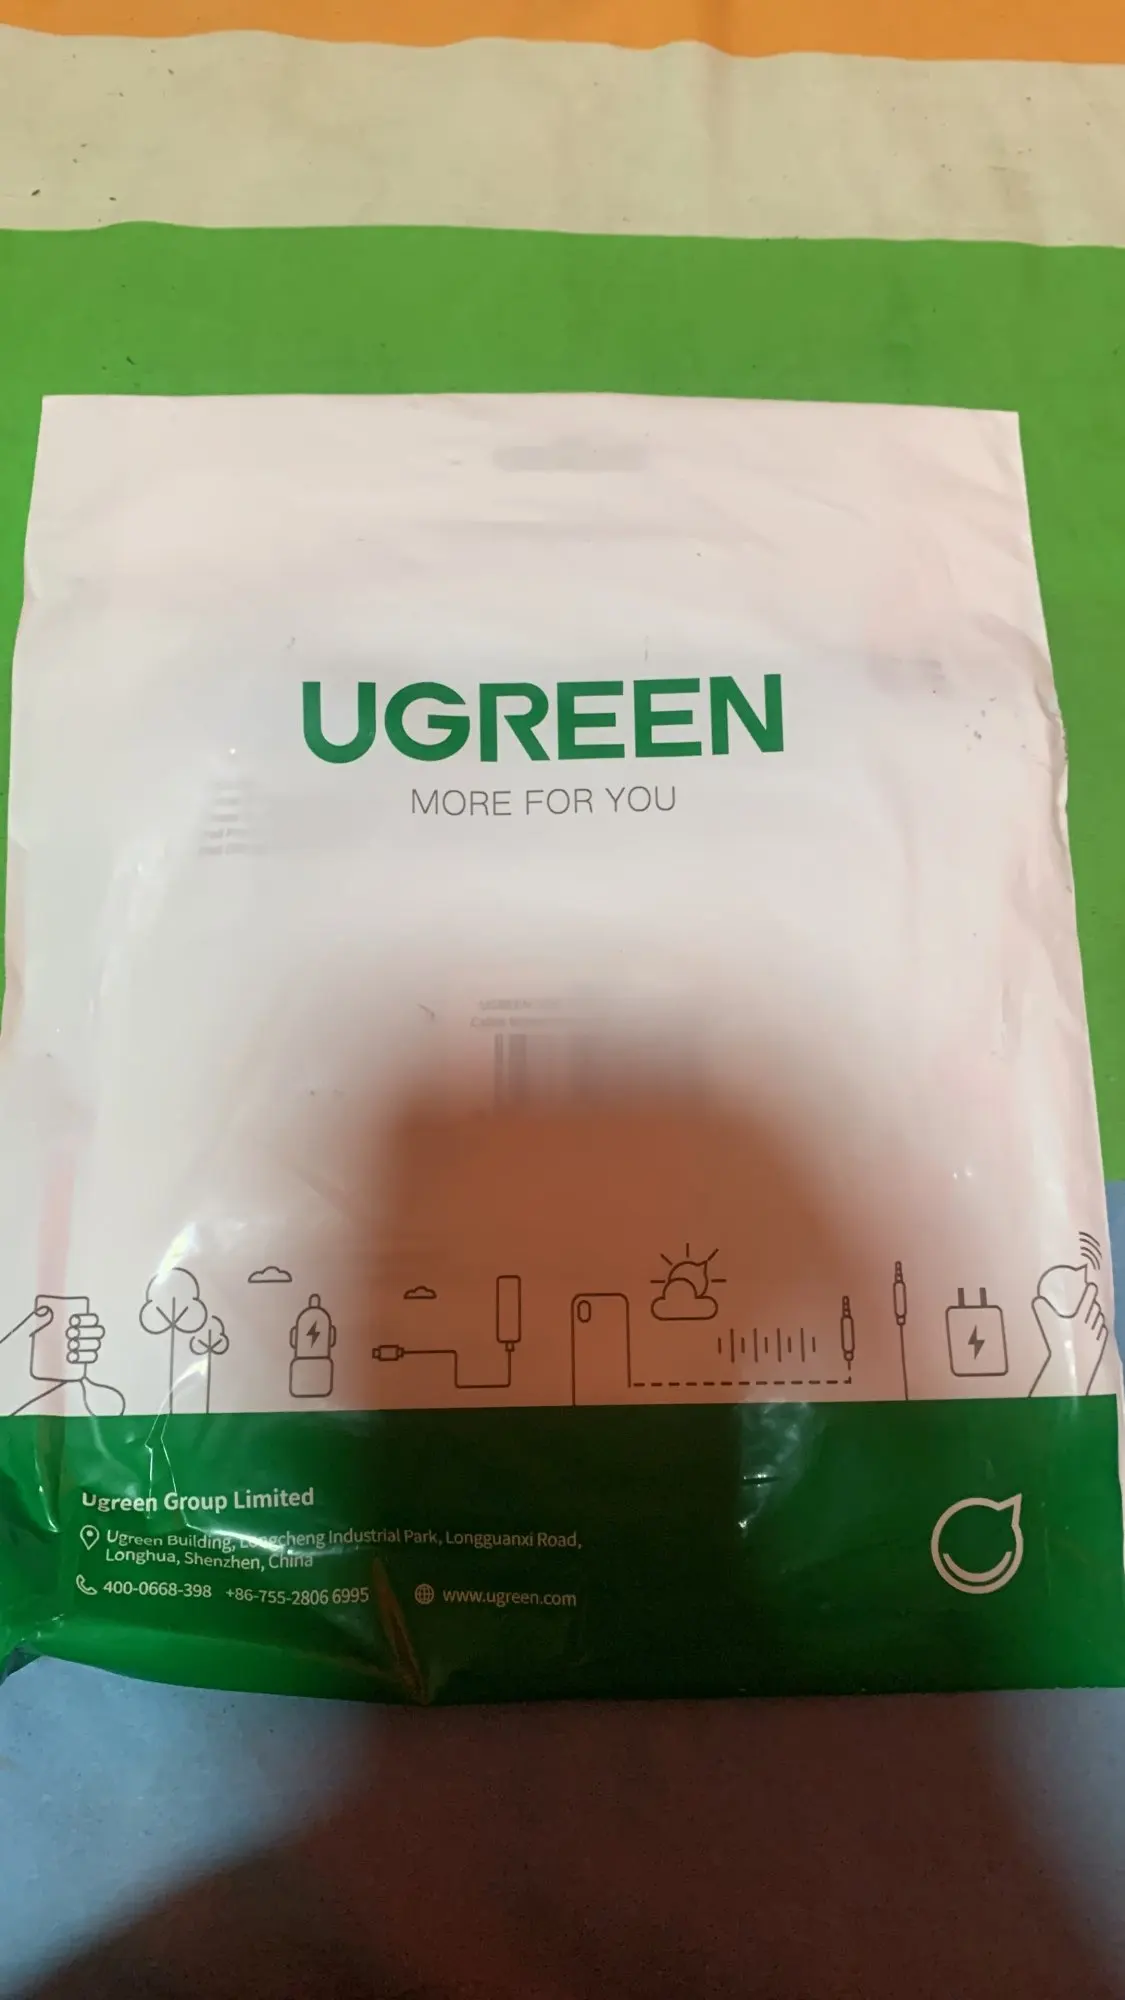 UGREEN
MORE FOR YOU
UGREEN
Ugreen Group Limited
Ugreen Building, Longcheng Industrial Park, Longguanxi Road,
Longhua, Shenzhen, China
400-0668-398 +86-755-2806 6995 www.ugreen.com